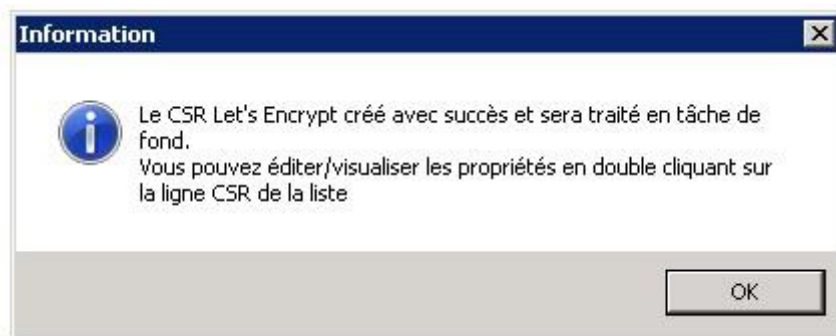 Information
Le CSR Let's Encrypt créé avec succès et sera traité en tâche de
fond.
Vous pouvez éditer/visualiser les propriétés en double cliquant sur
la ligne CSR de la liste
OK